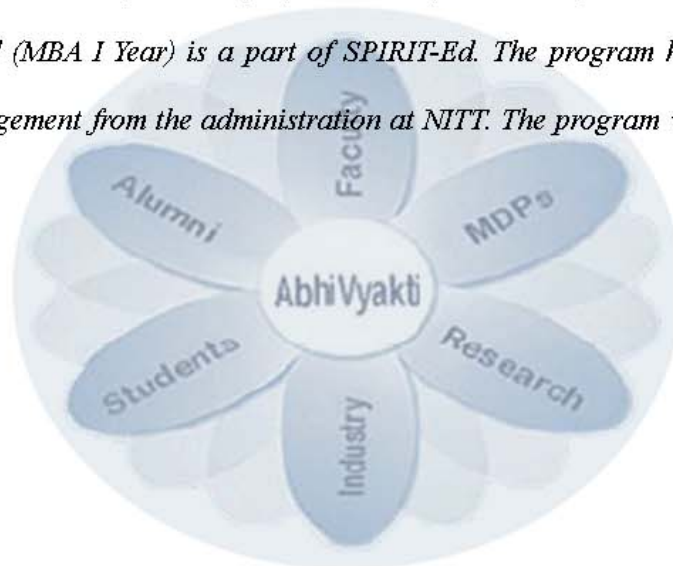 (MBA I Year) is a part of SPIRIT-Ed. The program
gement from the administration at NITT. The program
Faculty
Alumni
MDPs
AbhiVyakti
Students
Research
Industry